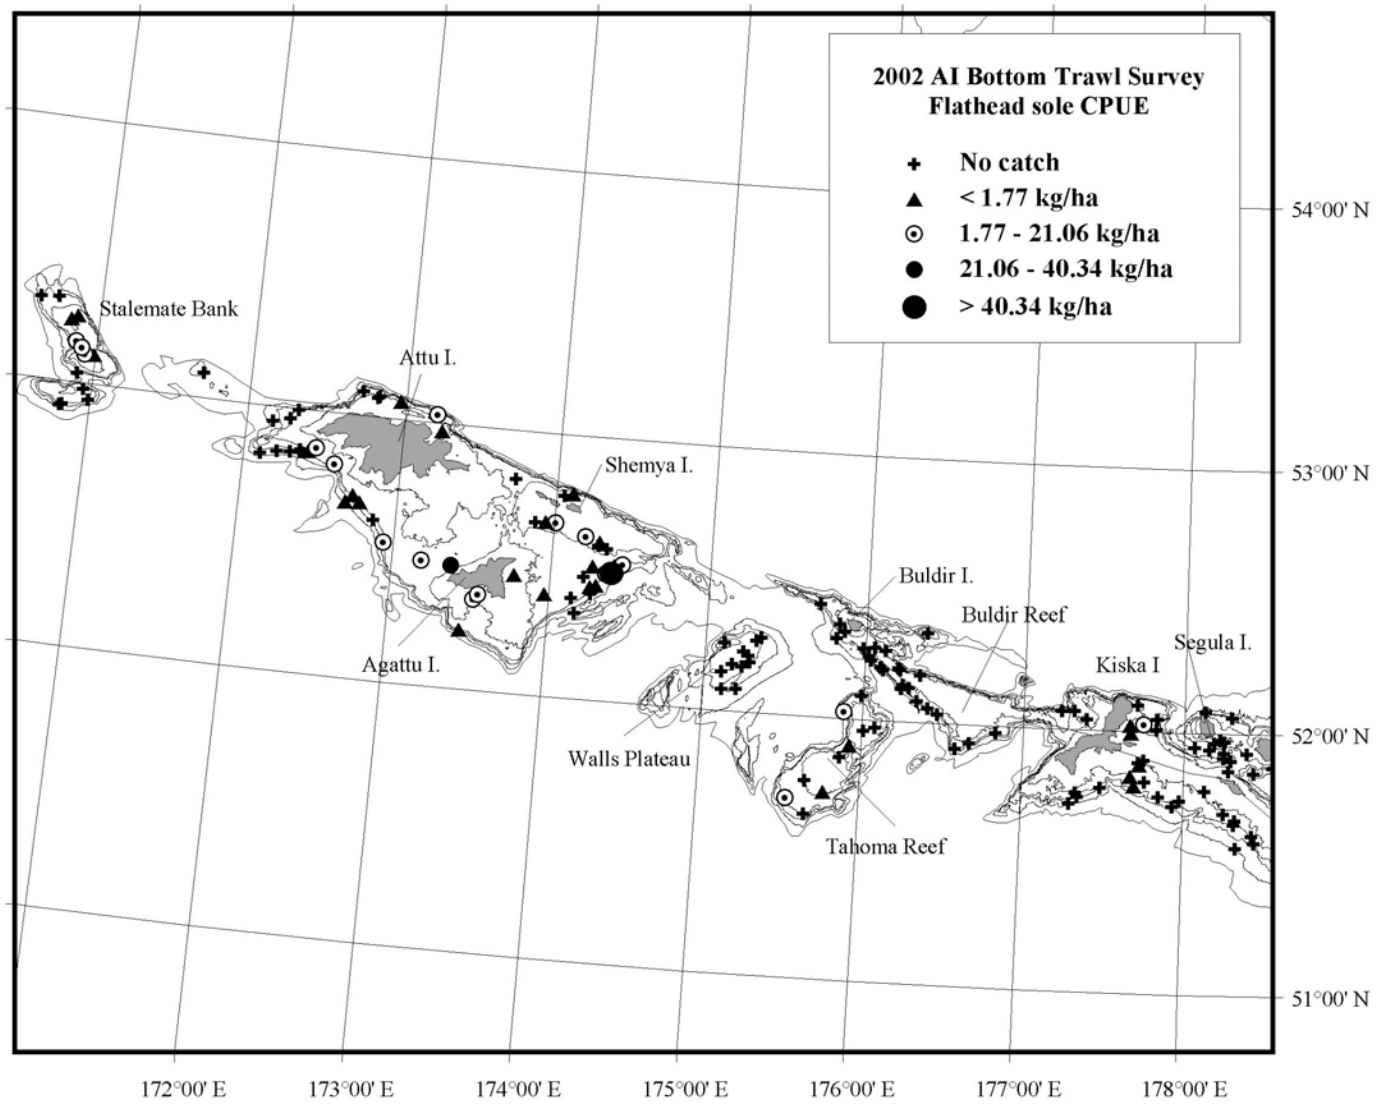 2002 AI Bottom Trawl Survey
Flathead sole CPUE
No catch
< 1.77 kg/ha
1.77 - 21.06 kg/ha
21.06 - 40.34 kg/ha
> 40.34 kg/ha
54°00' N
Stalemate Bank
Attu I.
Shemya I.
53°00' N
Buldir I.
Buldir Reef
Segula I.
Agattu I.
Kiska I
52°00' N
Walls Plateau
Tahoma Reef
51°00' N
172°00' E
173°00' E
174°00' E
175°00' E
176°00' E
177°00' E
178°00' E